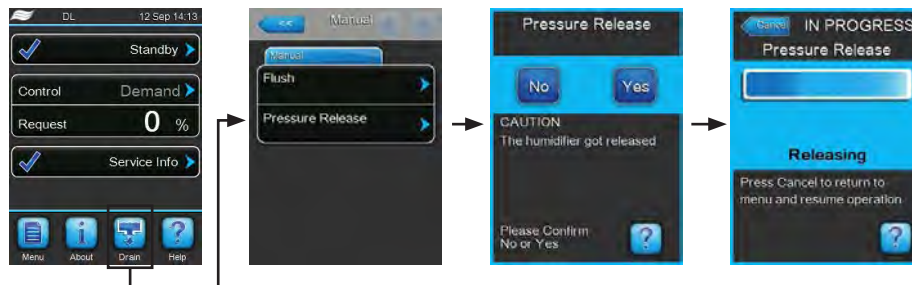 DL 12 Sep 14:13
Standby
Control Demand
Request 0 %
Service Info
Menu About Drain Help
<< Manual
Manual
Flush
Pressure Release
Pressure Release
No Yes
CAUTION
The humidifier got released
Please Confirm
No or Yes
?
Cancel IN PROGRESS
Pressure Release
Releasing
Press Cancel to return to
menu and resume operation
?